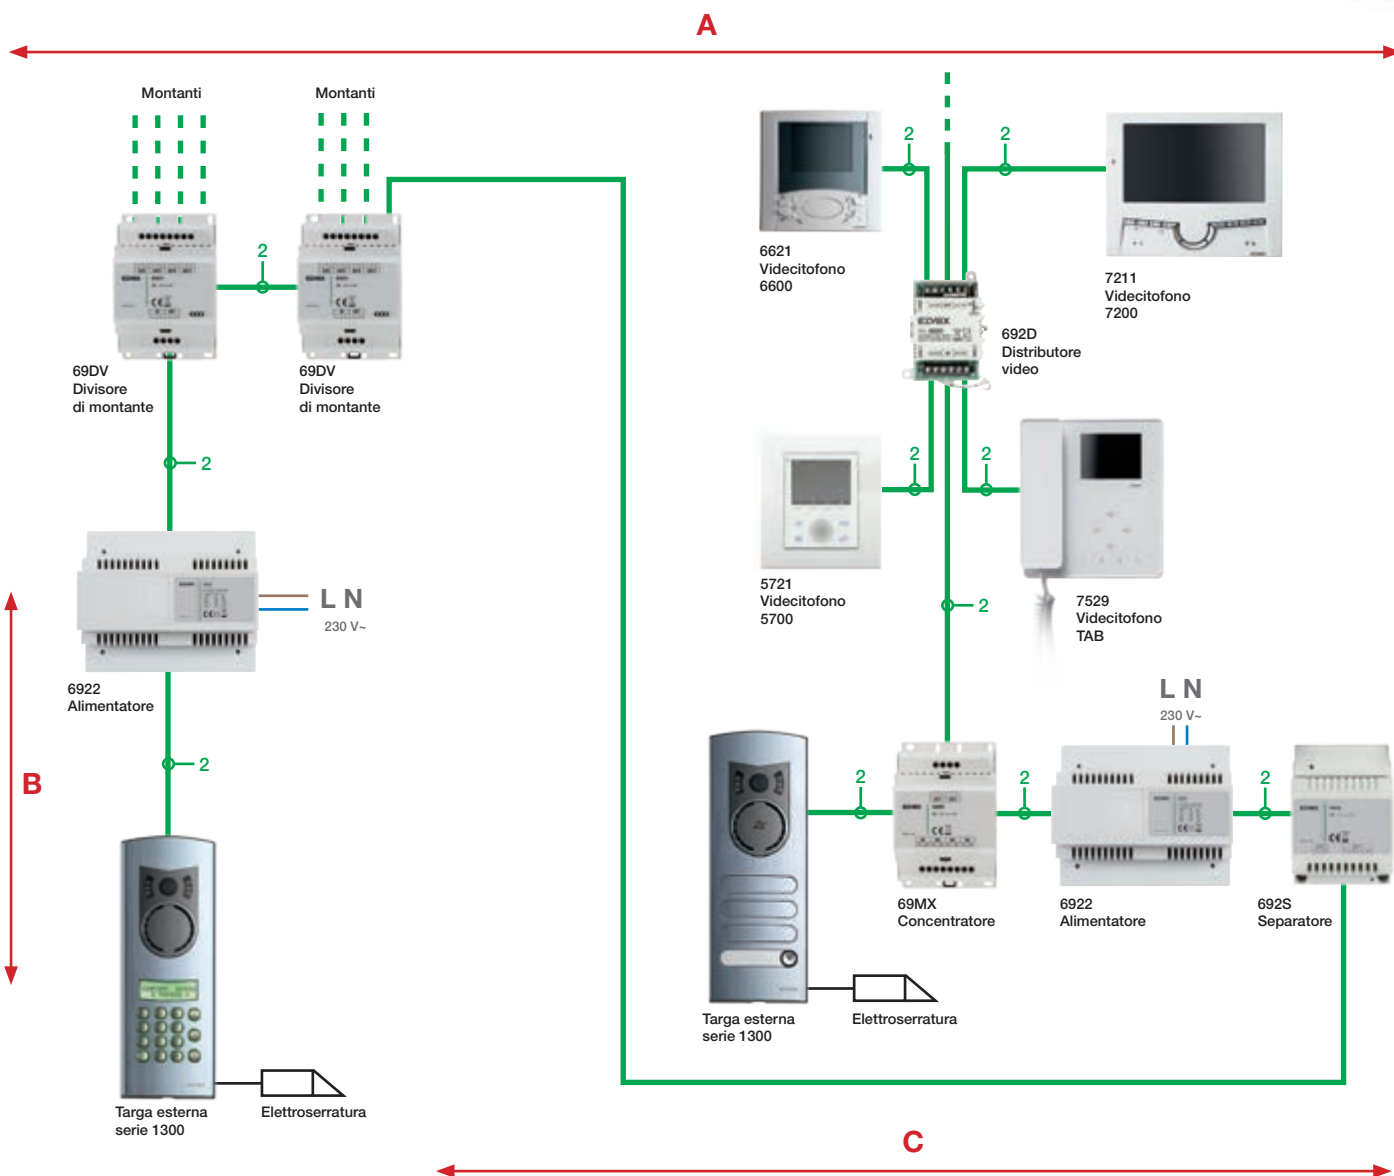 A
Montanti
Montanti
2
2
2
6621
Videcitofono
6600
7211
Videcitofono
7200
692D
Distributore
video
69DV
Divisore
di montante
69DV
Divisore
di montante
2
2
2
5721
Videcitofono
5700
2
7529
Videcitofono
TAB
L N
230 V~
6922
Alimentatore
L N
230 V~
B
2
2
2
2
69MX
Concentratore
6922
Alimentatore
692S
Separatore
Targa esterna
serie 1300
Elettroserratura
Targa esterna
serie 1300
Elettroserratura
C